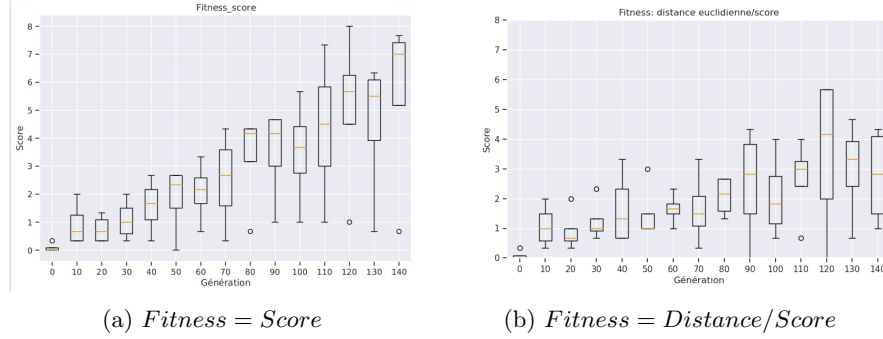 Fitness_score
8
7
6
5
4
3
2
1
0
Score
0 10 20 30 40 50 60 70 80 90 100 110 120 130 140
Génération
(a) Fitness = Score
Fitness: distance euclidienne/score
8
7
6
5
4
3
2
1
0
Score
0 10 20 30 40 50 60 70 80 90 100 110 120 130 140
Génération
(b) Fitness = Distance/Score